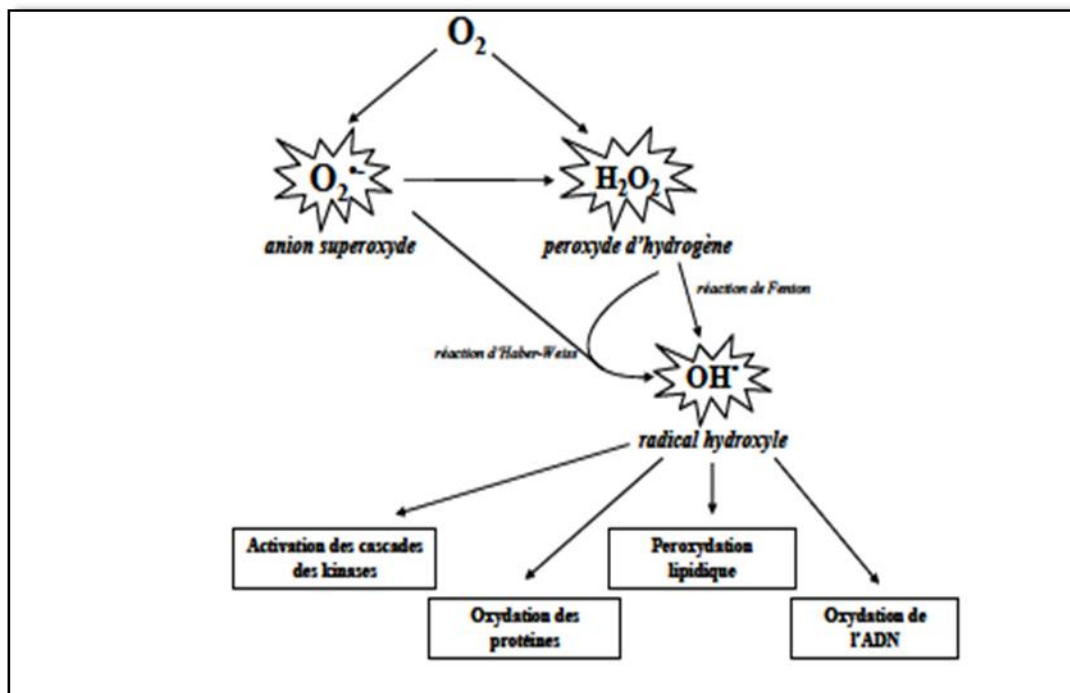 O₂
O₂•–
H₂O₂
anion superoxyde
peroxyde d'hydrogène
réaction de Fenton
réaction d'Haber-Weiss
OH•
radical hydroxyle
Activation des cascades
des kinases
Peroxydation
lipidique
Oxydation des
protéines
Oxydation de
l'ADN